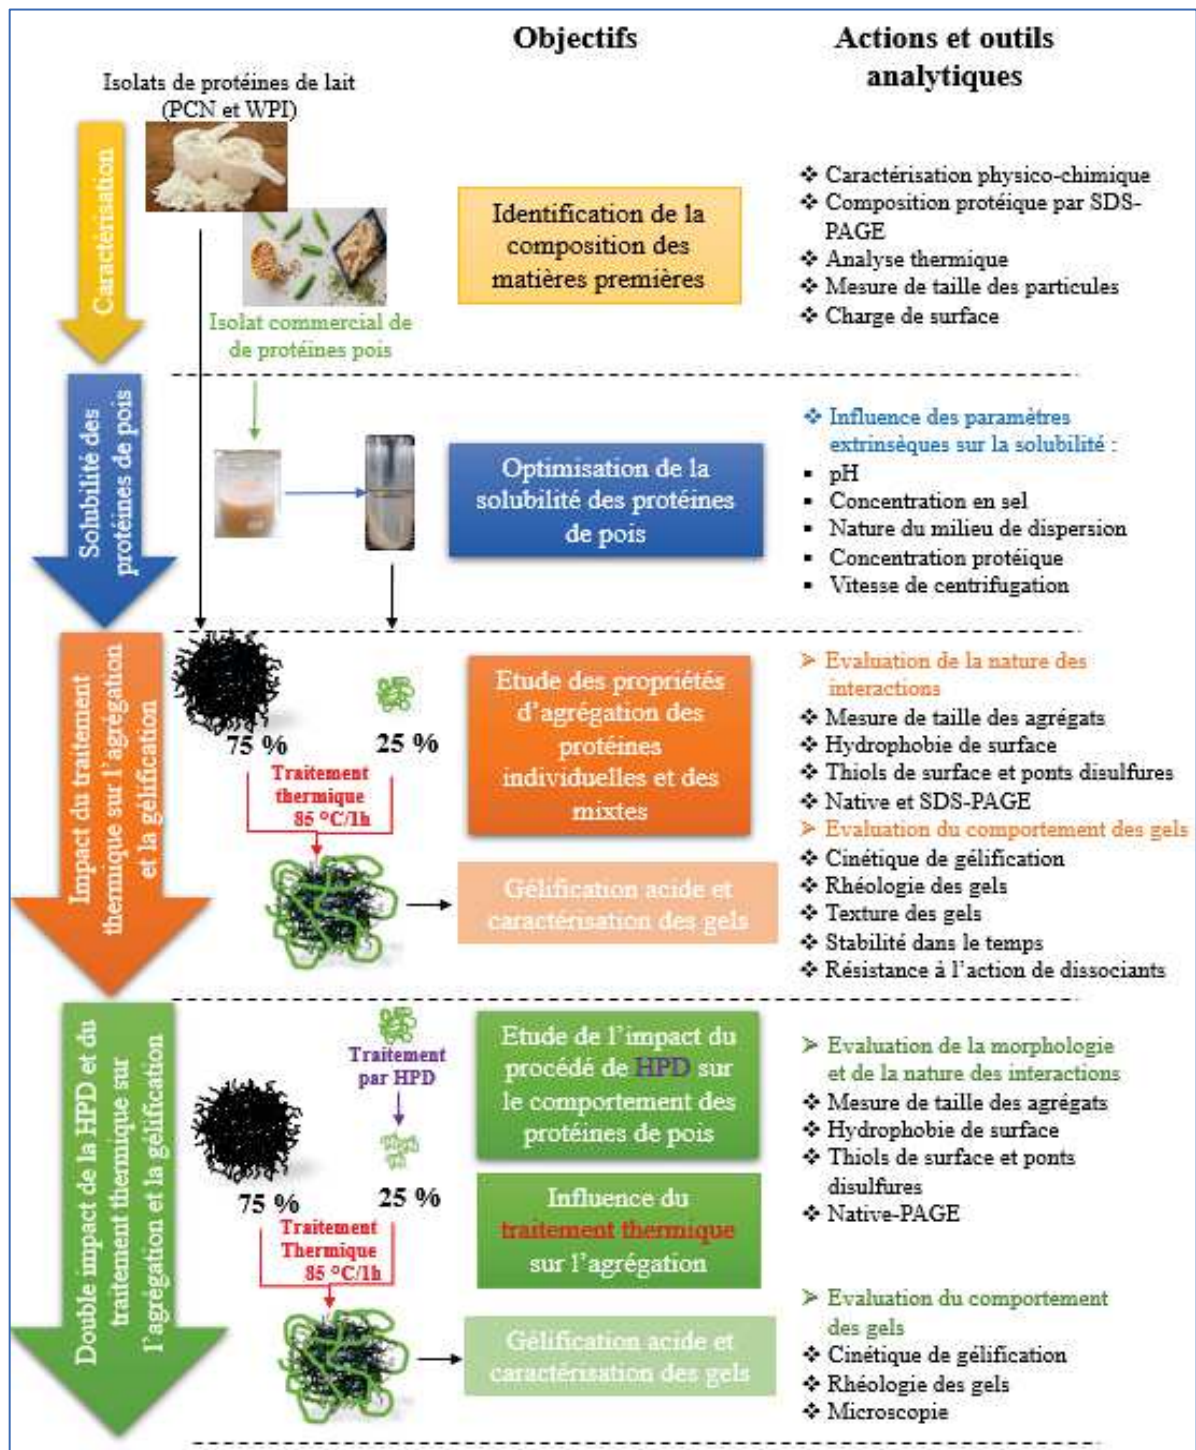 Objectifs
Actions et outils
analytiques
Isolats de protéines de lait
(PCN et WPI)
Caractérisation
Isolat commercial de
de protéines pois
Identification de la
composition des
matières premières
❖ Caractérisation physico-chimique
❖ Composition protéique par SDS-
PAGE
❖ Analyse thermique
❖ Mesure de taille des particules
❖ Charge de surface
Solubilité des
protéines de pois
Optimisation de la
solubilité des protéines
de pois
❖ Influence des paramètres
extrinsèques sur la solubilité :
▪ pH
▪ Concentration en sel
▪ Nature du milieu de dispersion
▪ Concentration protéique
▪ Vitesse de centrifugation
Impact du traitement
thermique sur l'agrégation
et la gélification
75 %
25 %
Traitement
thermique
85 °C/1h
Etude des propriétés
d'agrégation des
protéines
individuelles et des
mixtes
Gélification acide et
caractérisation des gels
➢ Evaluation de la nature des
interactions
❖ Mesure de taille des agrégats
❖ Hydrophobie de surface
❖ Thiols de surface et ponts disulfures
❖ Native et SDS-PAGE
➢ Evaluation du comportement des gels
❖ Cinétique de gélification
❖ Rhéologie des gels
❖ Texture des gels
❖ Stabilité dans le temps
❖ Résistance à l'action de dissociants
Double impact de la HPD et du
traitement thermique sur
l'agrégation et la gélification
Traitement
par HPD
75 %
25 %
Traitement
Thermique
85 °C/1h
Etude de l'impact du
procédé de HPD sur
le comportement des
protéines de pois
Influence du
traitement thermique
sur l'agrégation
Gélification acide et
caractérisation des gels
➢ Evaluation de la morphologie
et de la nature des interactions
❖ Mesure de taille des agrégats
❖ Hydrophobie de surface
❖ Thiols de surface et ponts
disulfures
❖ Native-PAGE
➢ Evaluation du comportement
des gels
❖ Cinétique de gélification
❖ Rhéologie des gels
❖ Microscopie